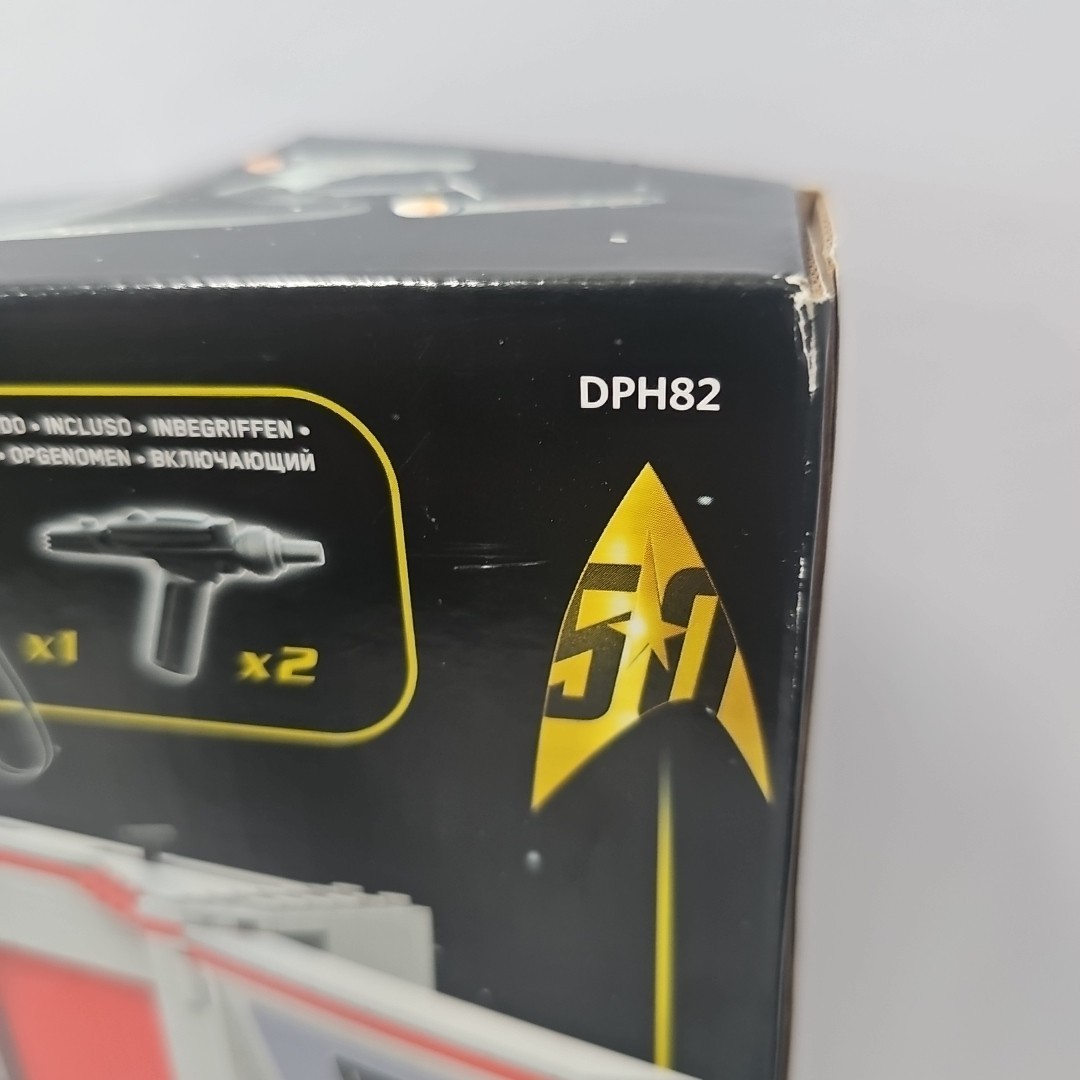 DPH82
DO • INCLUSO • INBEGRIFFEN •
• OPGENOMEN • ВКЛЮЧАЮЩИЙ
50
x1
x2